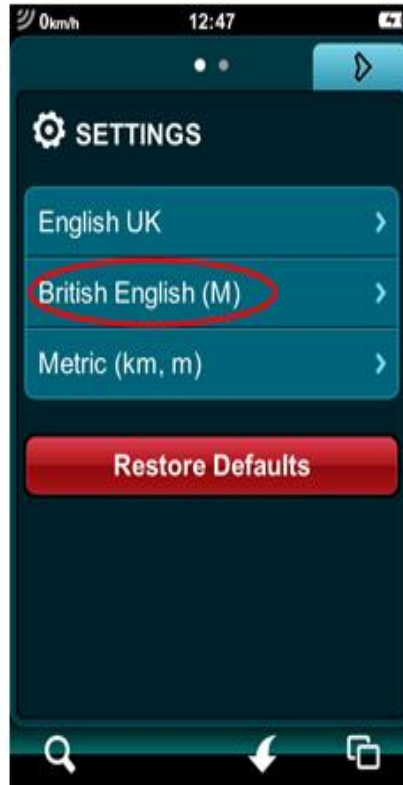 0km/h 12:47
SETTINGS
English UK
British English (M)
Metric (km, m)
Restore Defaults